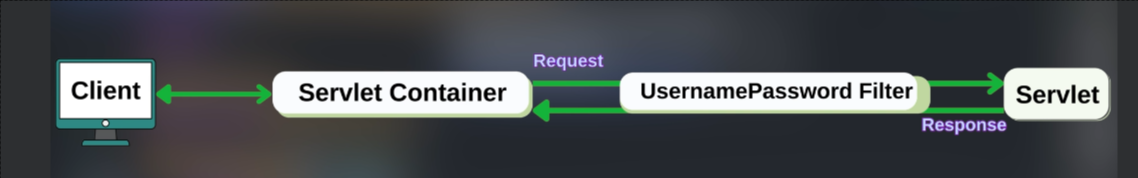 Request
Client
Servlet Container
UsernamePassword Filter
Servlet
Response